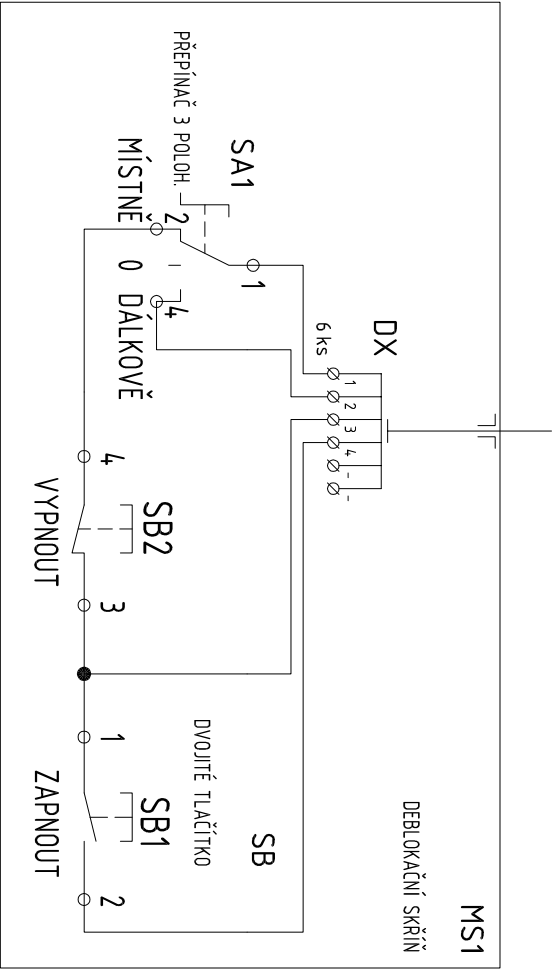 MS1
DEBLOKAČNÍ SKŘÍŇ
DX
6 ks
1
2
3
4
-
-
SA1
PŘEPÍNAČ 3 POLOH.
1
2
4
MÍSTNĚ 0 DÁLKOVĚ
SB
DVOJITÉ TLAČÍTKO
SB2
4
3
VYPNOUT
SB1
1
2
ZAPNOUT